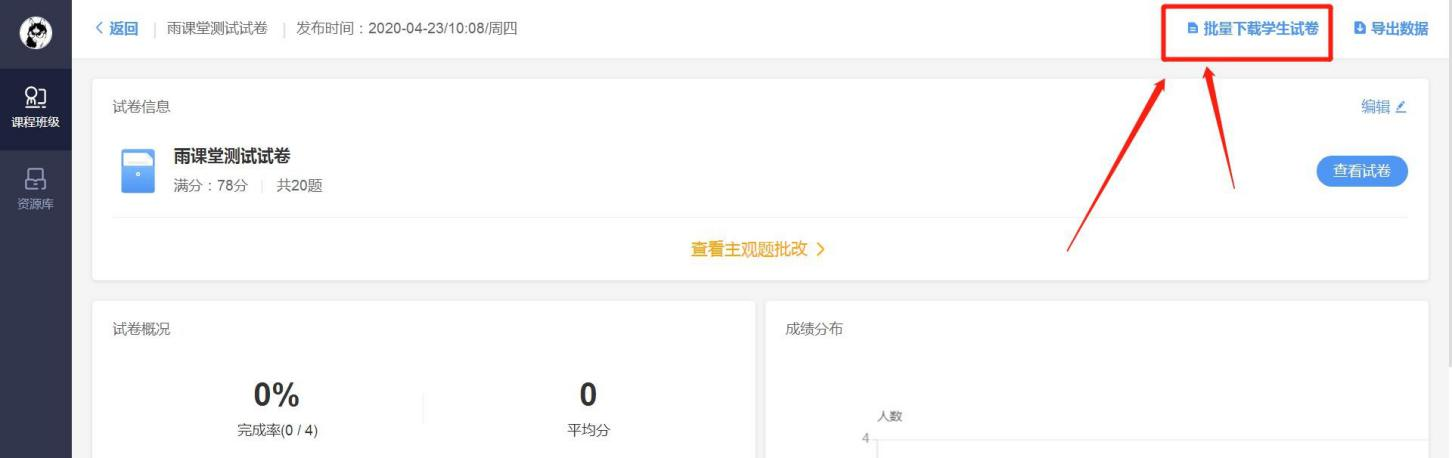 返回 雨课堂测试试卷 发布时间：2020-04-23/10:08/周四 批量下载学生试卷 导出数据
课程班级
资源库
试卷信息 编辑
雨课堂测试试卷
满分：78分 共20题 查看试卷
查看主观题批改
试卷概况
0% 0
完成率(0 / 4) 平均分
成绩分布
人数
4